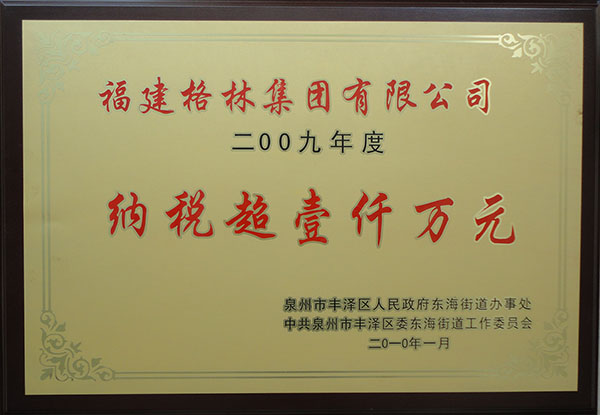 福建格林集团有限公司
二00九年度
纳税超壹仟万元
泉州市丰泽区人民政府东海街道办事处
中共泉州市丰泽区委东海街道工作委员会
二0一0年一月